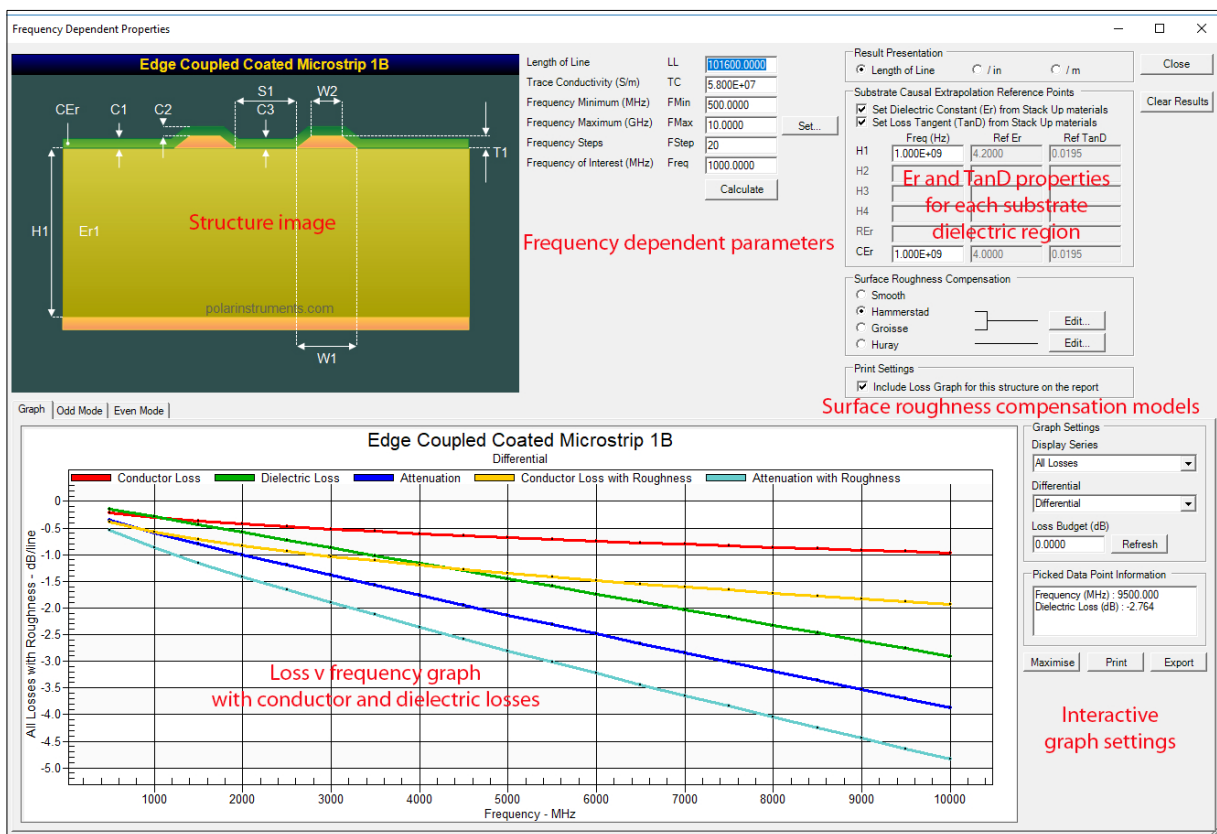 Frequency Dependent Properties
Edge Coupled Coated Microstrip 1B
CEr C1 C2 S1 C3 W2
T1
H1 Er1
Structure image
polarinstruments.com
W1
Length of Line LL 101600.0000
Trace Conductivity (S/m) TC 5.800E+07
Frequency Minimum (MHz) FMin 500.0000
Frequency Maximum (GHz) FMax 10.0000 Set...
Frequency Steps FStep 20
Frequency of Interest (MHz) Freq 1000.0000
Calculate
Frequency dependent parameters
Result Presentation
Length of Line / in / m
Close
Clear Results
Substrate Causal Extrapolation Reference Points
Set Dielectric Constant (Er) from Stack Up materials
Set Loss Tangent (TanD) from Stack Up materials
Freq (Hz) Ref Er Ref TanD
H1 1.000E+09 4.2000 0.0195
H2
H3
H4
REr
CEr 1.000E+09 4.0000 0.0195
Er and TanD properties
for each substrate
dielectric region
Surface Roughness Compensation
Smooth
Hammerstad
Groisse
Huray
Edit...
Edit...
Print Settings
Include Loss Graph for this structure on the report
Surface roughness compensation models
Graph Odd Mode Even Mode
Edge Coupled Coated Microstrip 1B
Differential
Conductor Loss Dielectric Loss Attenuation Conductor Loss with Roughness Attenuation with Roughness
All Losses with Roughness - dB/line
0
-0.5
-1.0
-1.5
-2.0
-2.5
-3.0
-3.5
-4.0
-4.5
-5.0
Loss v frequency graph
with conductor and dielectric losses
1000 2000 3000 4000 5000 6000 7000 8000 9000 10000
Frequency - MHz
Graph Settings
Display Series
All Losses
Differential
Differential
Loss Budget (dB)
0.0000 Refresh
Picked Data Point Information
Frequency (MHz) : 9500.000
Dielectric Loss (dB) : -2.764
Maximise Print Export
Interactive
graph settings